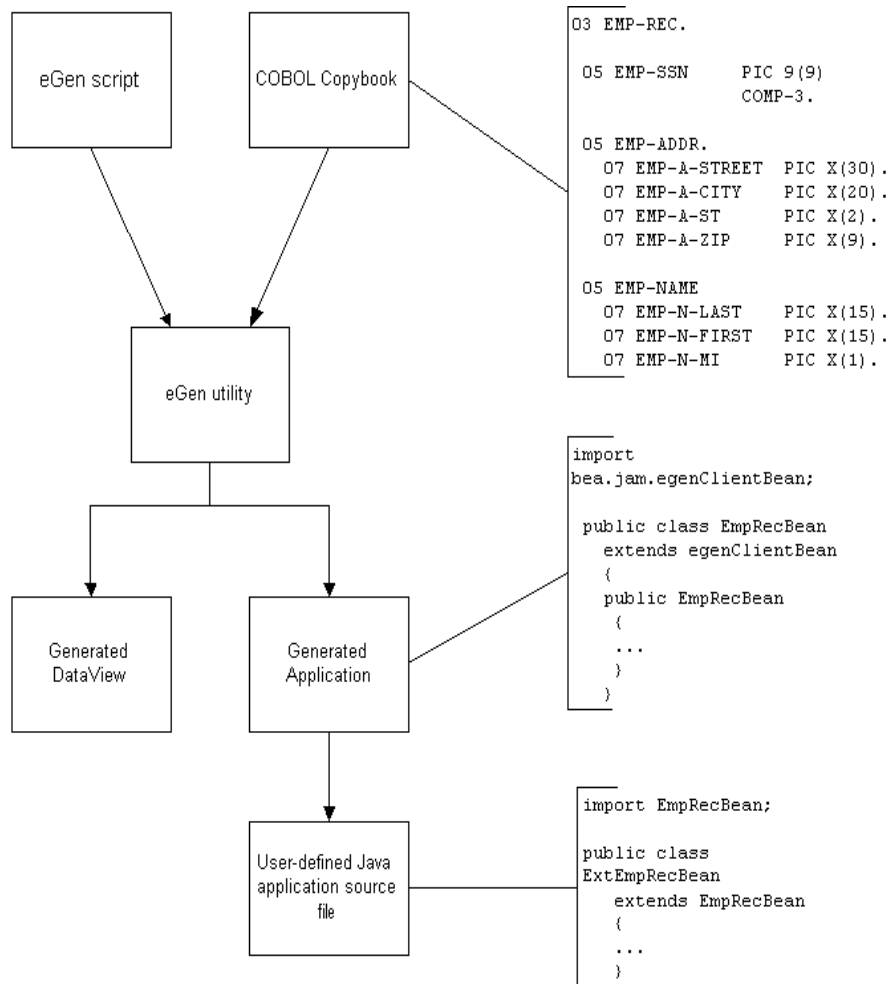 eGen script
COBOL Copybook
03 EMP-REC.
05 EMP-SSN PIC 9(9)
COMP-3.
05 EMP-ADDR.
07 EMP-A-STREET PIC X(30).
07 EMP-A-CITY PIC X(20).
07 EMP-A-ST PIC X(2).
07 EMP-A-ZIP PIC X(9).
05 EMP-NAME
07 EMP-N-LAST PIC X(15).
07 EMP-N-FIRST PIC X(15).
07 EMP-N-MI PIC X(1).
eGen utility
import
bea.jam.egenClientBean;
public class EmpRecBean
extends egenClientBean
{
public EmpRecBean
{
...
}
}
Generated
DataView
Generated
Application
User-defined Java
application source
file
import EmpRecBean;
public class
ExtEmpRecBean
extends EmpRecBean
{
...
}